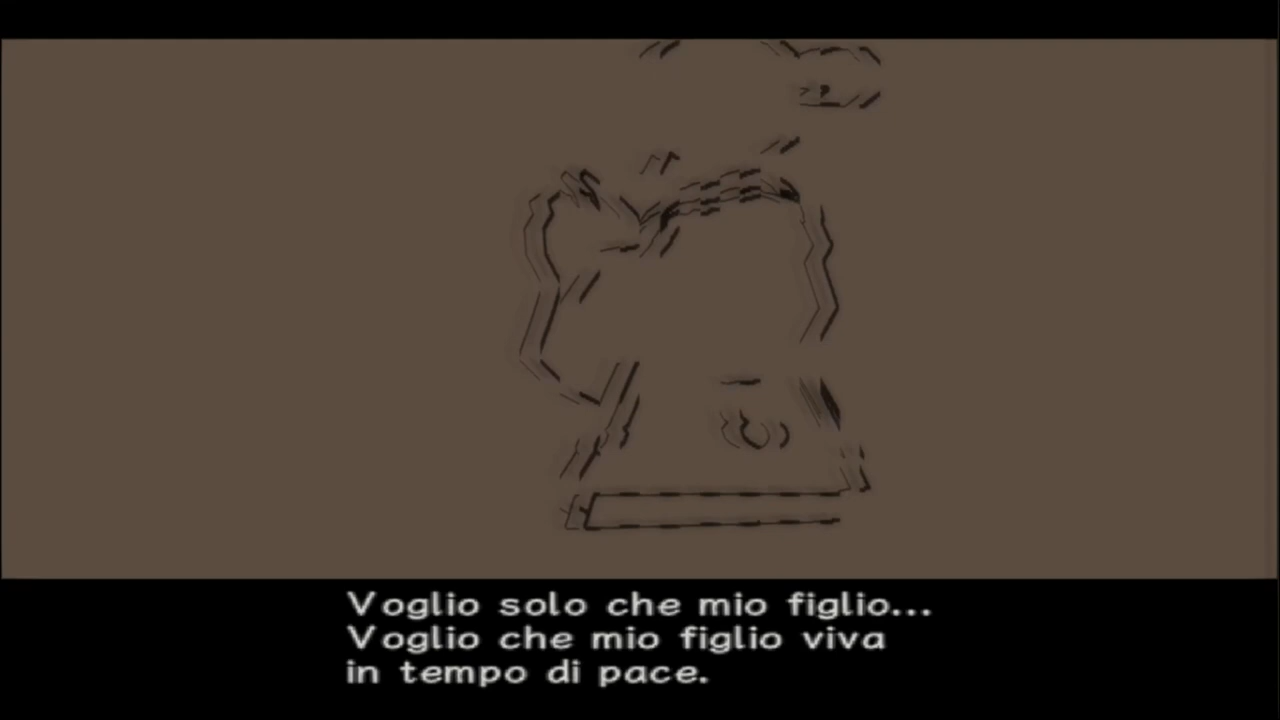 Voglio solo che mio figlio...
Voglio che mio figlio viva
in tempo di pace.